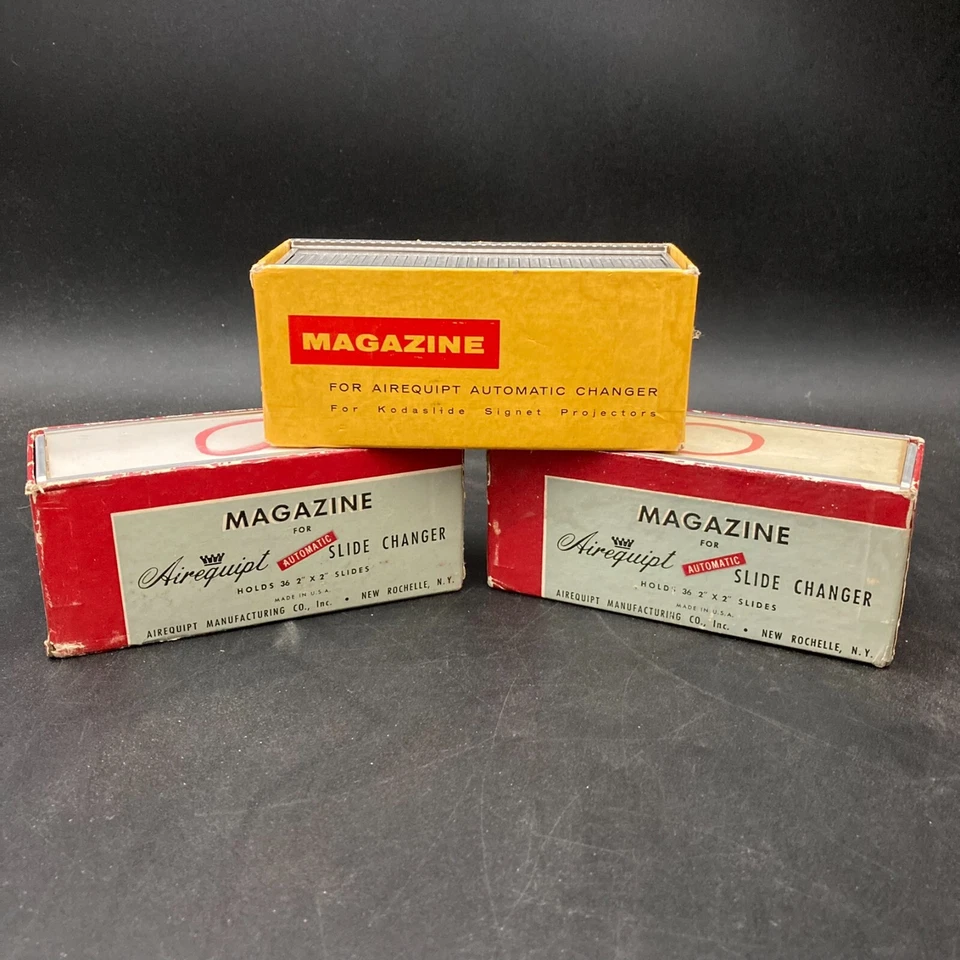 MAGAZINE
FOR AIREQUIPT AUTOMATIC CHANGER
For Kodaslide Signet Projectors
MAGAZINE
FOR
Airequipt AUTOMATIC SLIDE CHANGER
HOLDS 36 2" X 2" SLIDES
MADE IN U.S.A.
AIREQUIPT MANUFACTURING CO., Inc. • NEW ROCHELLE, N.Y.
MAGAZINE
FOR
Airequipt AUTOMATIC SLIDE CHANGER
HOLDS 36 2" X 2" SLIDES
MADE IN U.S.A.
AIREQUIPT MANUFACTURING CO., Inc. • NEW ROCHELLE, N.Y.